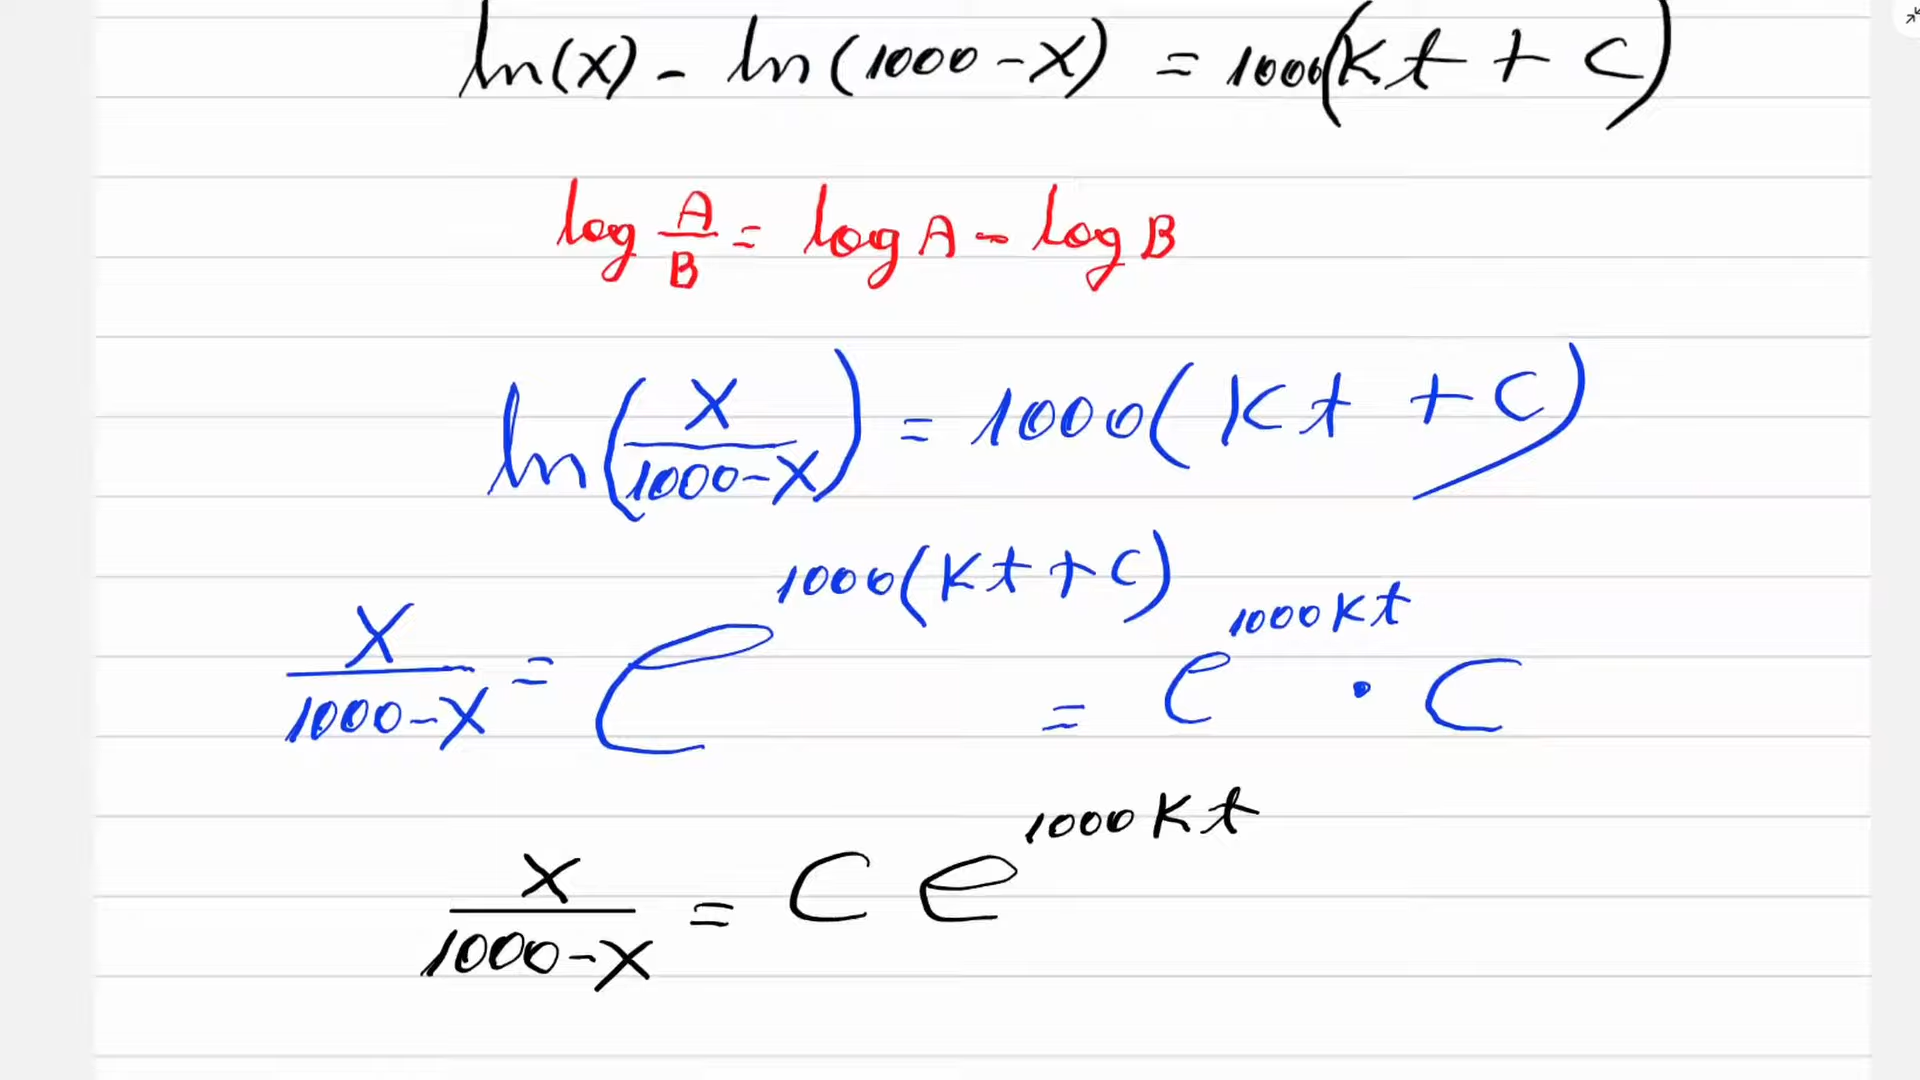 ln(x) - ln(1000-x) = 1000(kt + c)
log A/B = log A - log B
ln(x/(1000-x)) = 1000(kt + c)
x/(1000-x) = e^(1000(kt+c)) = e^(1000kt) · C
x/(1000-x) = C e^(1000kt)